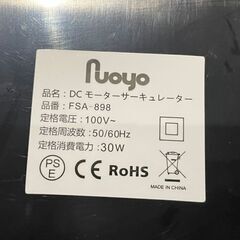 Nuoyo
品名：DCモーターサーキュレーター
品番：FSA-898
定格電圧：100V~
定格周波数：50/60Hz
定格消費電力：30W
PS
E
CE RoHS
MADE IN CHINA